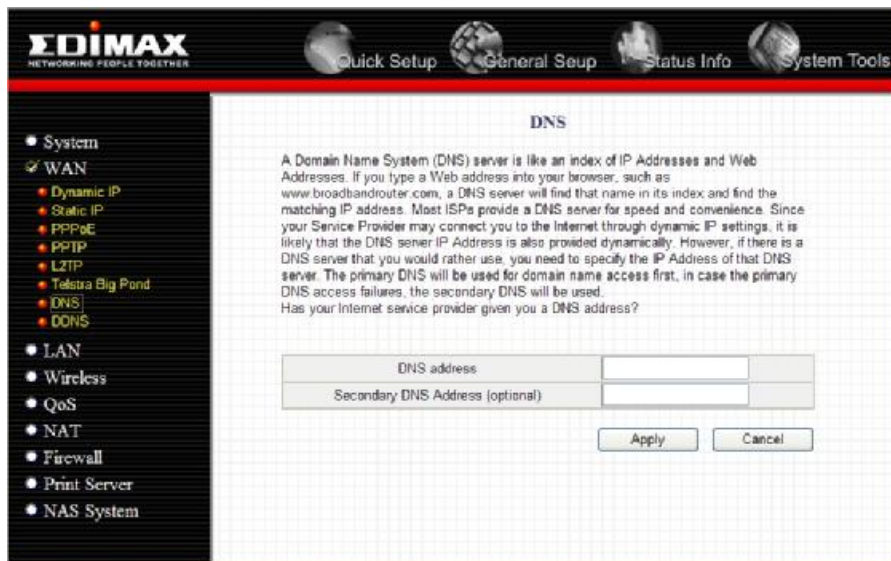 EDIMAX
NETWORKING PEOPLE TOGETHER
Quick Setup
General Seup
Status Info
System Tools
System
WAN
Dynamic IP
Static IP
PPPoE
PPTP
L2TP
Telstra Big Pond
DNS
DDNS
LAN
Wireless
QoS
NAT
Firewall
Print Server
NAS System
DNS
A Domain Name System (DNS) server is like an index of IP Addresses and Web
Addresses. If you type a Web address into your browser, such as
www.broadbandrouter.com, a DNS server will find that name in its index and find the
matching IP address. Most ISPs provide a DNS server for speed and convenience. Since
your Service Provider may connect you to the Internet through dynamic IP settings, it is
likely that the DNS server IP Address is also provided dynamically. However, if there is a
DNS server that you would rather use, you need to specify the IP Address of that DNS
server. The primary DNS will be used for domain name access first, in case the primary
DNS access failures, the secondary DNS will be used.
Has your Internet service provider given you a DNS address?
DNS address
Secondary DNS Address (optional)
Apply
Cancel